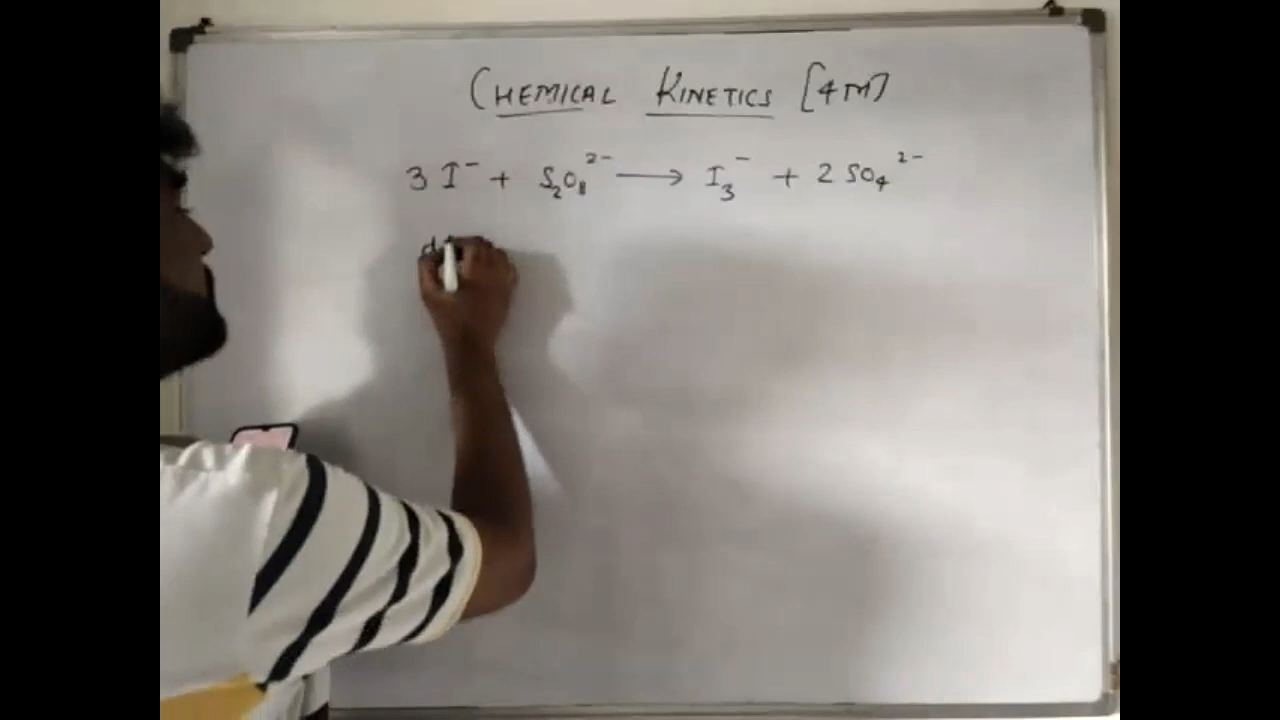 CHEMICAL KINETICS [4M]
3 I⁻ + S₂O₈²⁻ ⟶ I₃⁻ + 2 SO₄²⁻